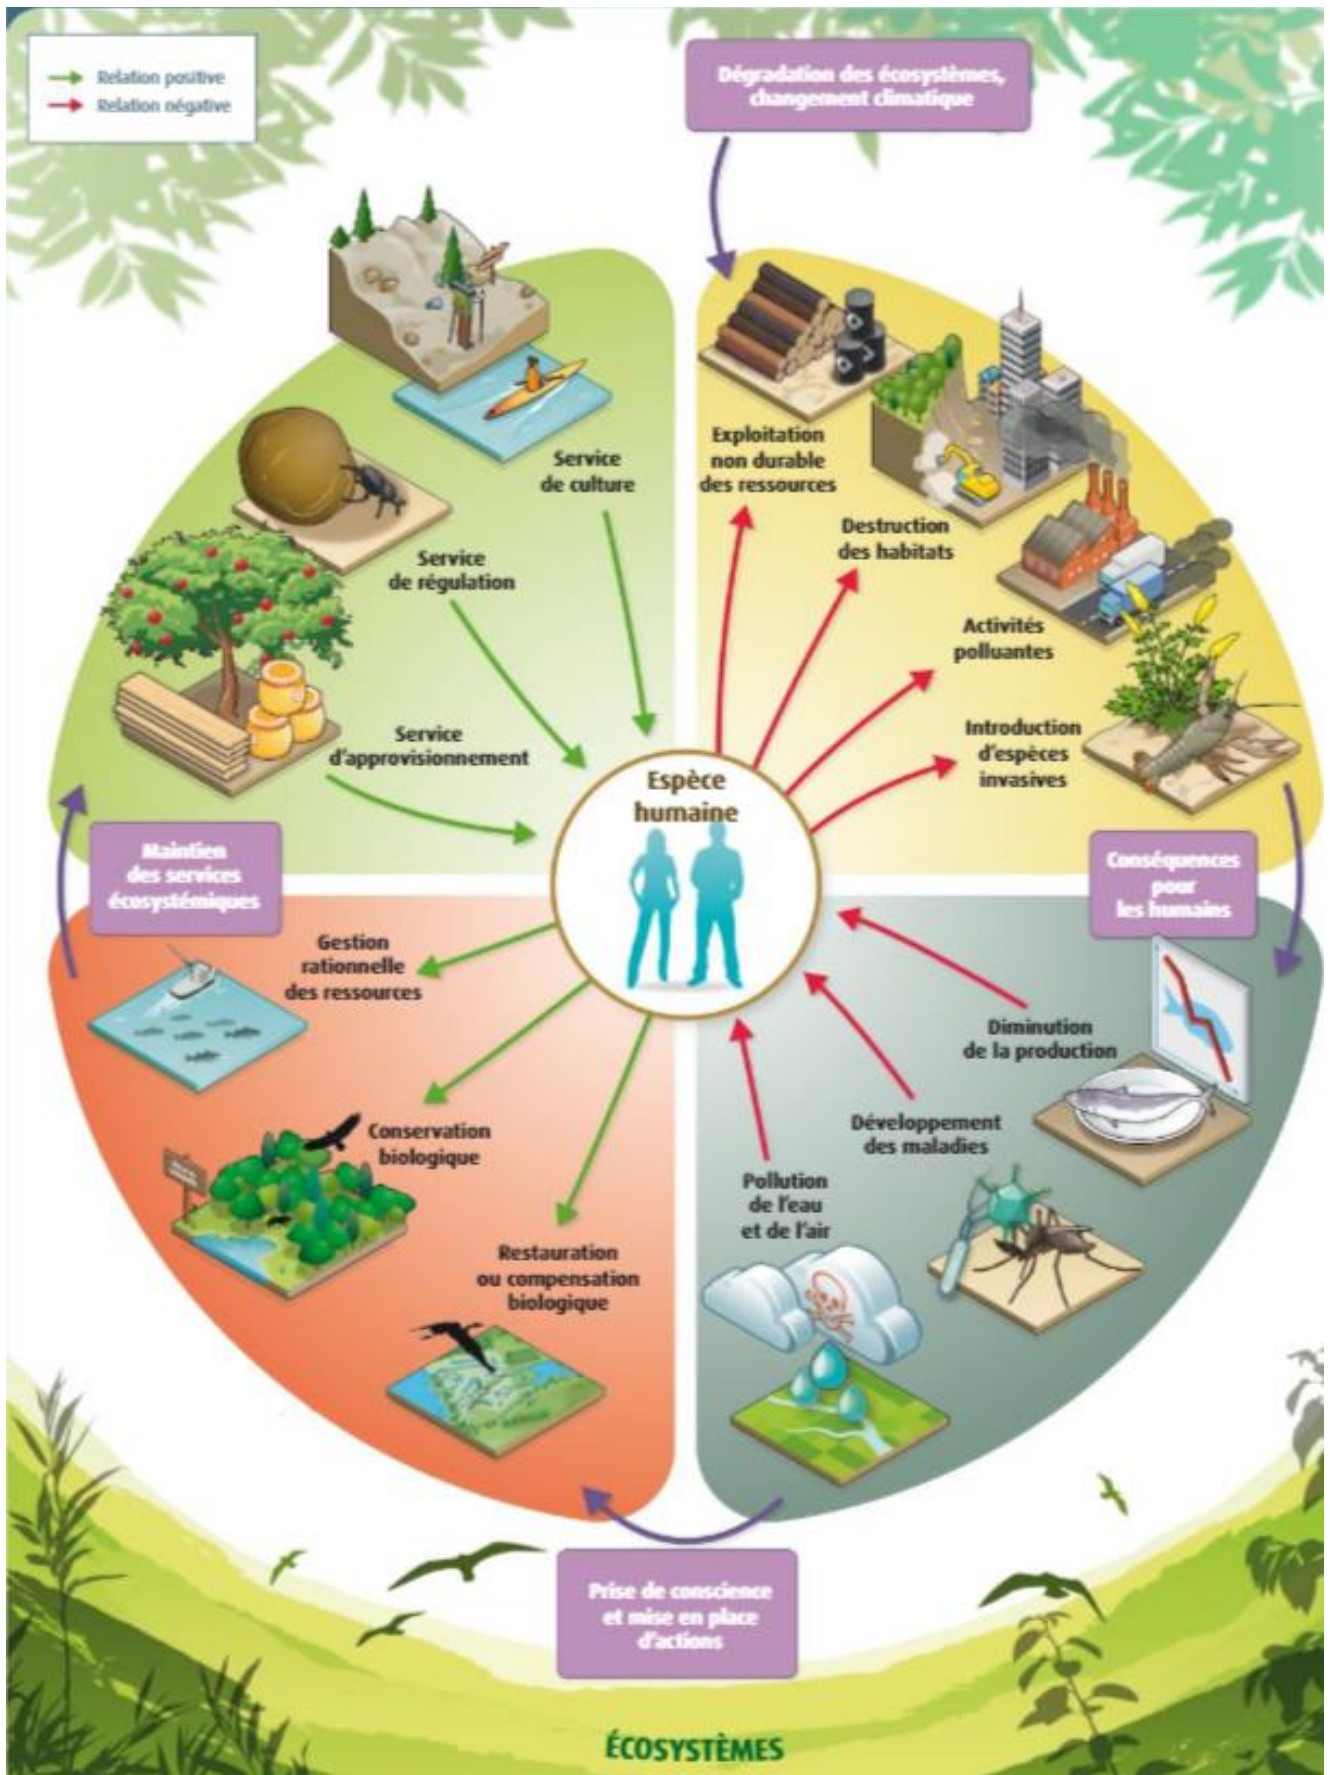 Relation positive
Relation négative
Dégradation des écosystèmes,
changement climatique
Service
de culture
Service
de régulation
Service
d'approvisionnement
Exploitation
non durable
des ressources
Destruction
des habitats
Activités
polluantes
Introduction
d'espèces
invasives
Espèce
humaine
Maintien
des services
écosystémiques
Conséquences
pour
les humains
Gestion
rationnelle
des ressources
Conservation
biologique
Restauration
ou compensation
biologique
Diminution
de la production
Développement
des maladies
Pollution
de l'eau
et de l'air
Prise de conscience
et mise en place
d'actions
ÉCOSYSTÈMES